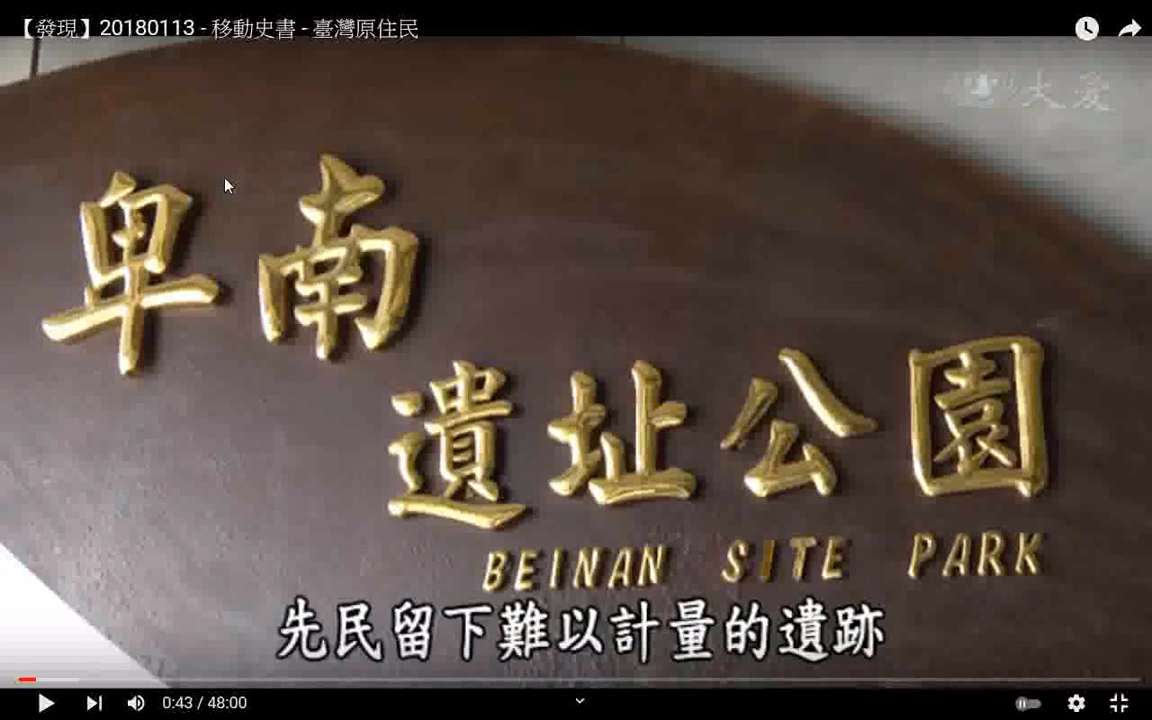 【發現】20180113 - 移動史書 - 臺灣原住民
大愛
卑南
遺址公園
BEINAN SITE PARK
先民留下難以計量的遺跡
0:43 / 48:00